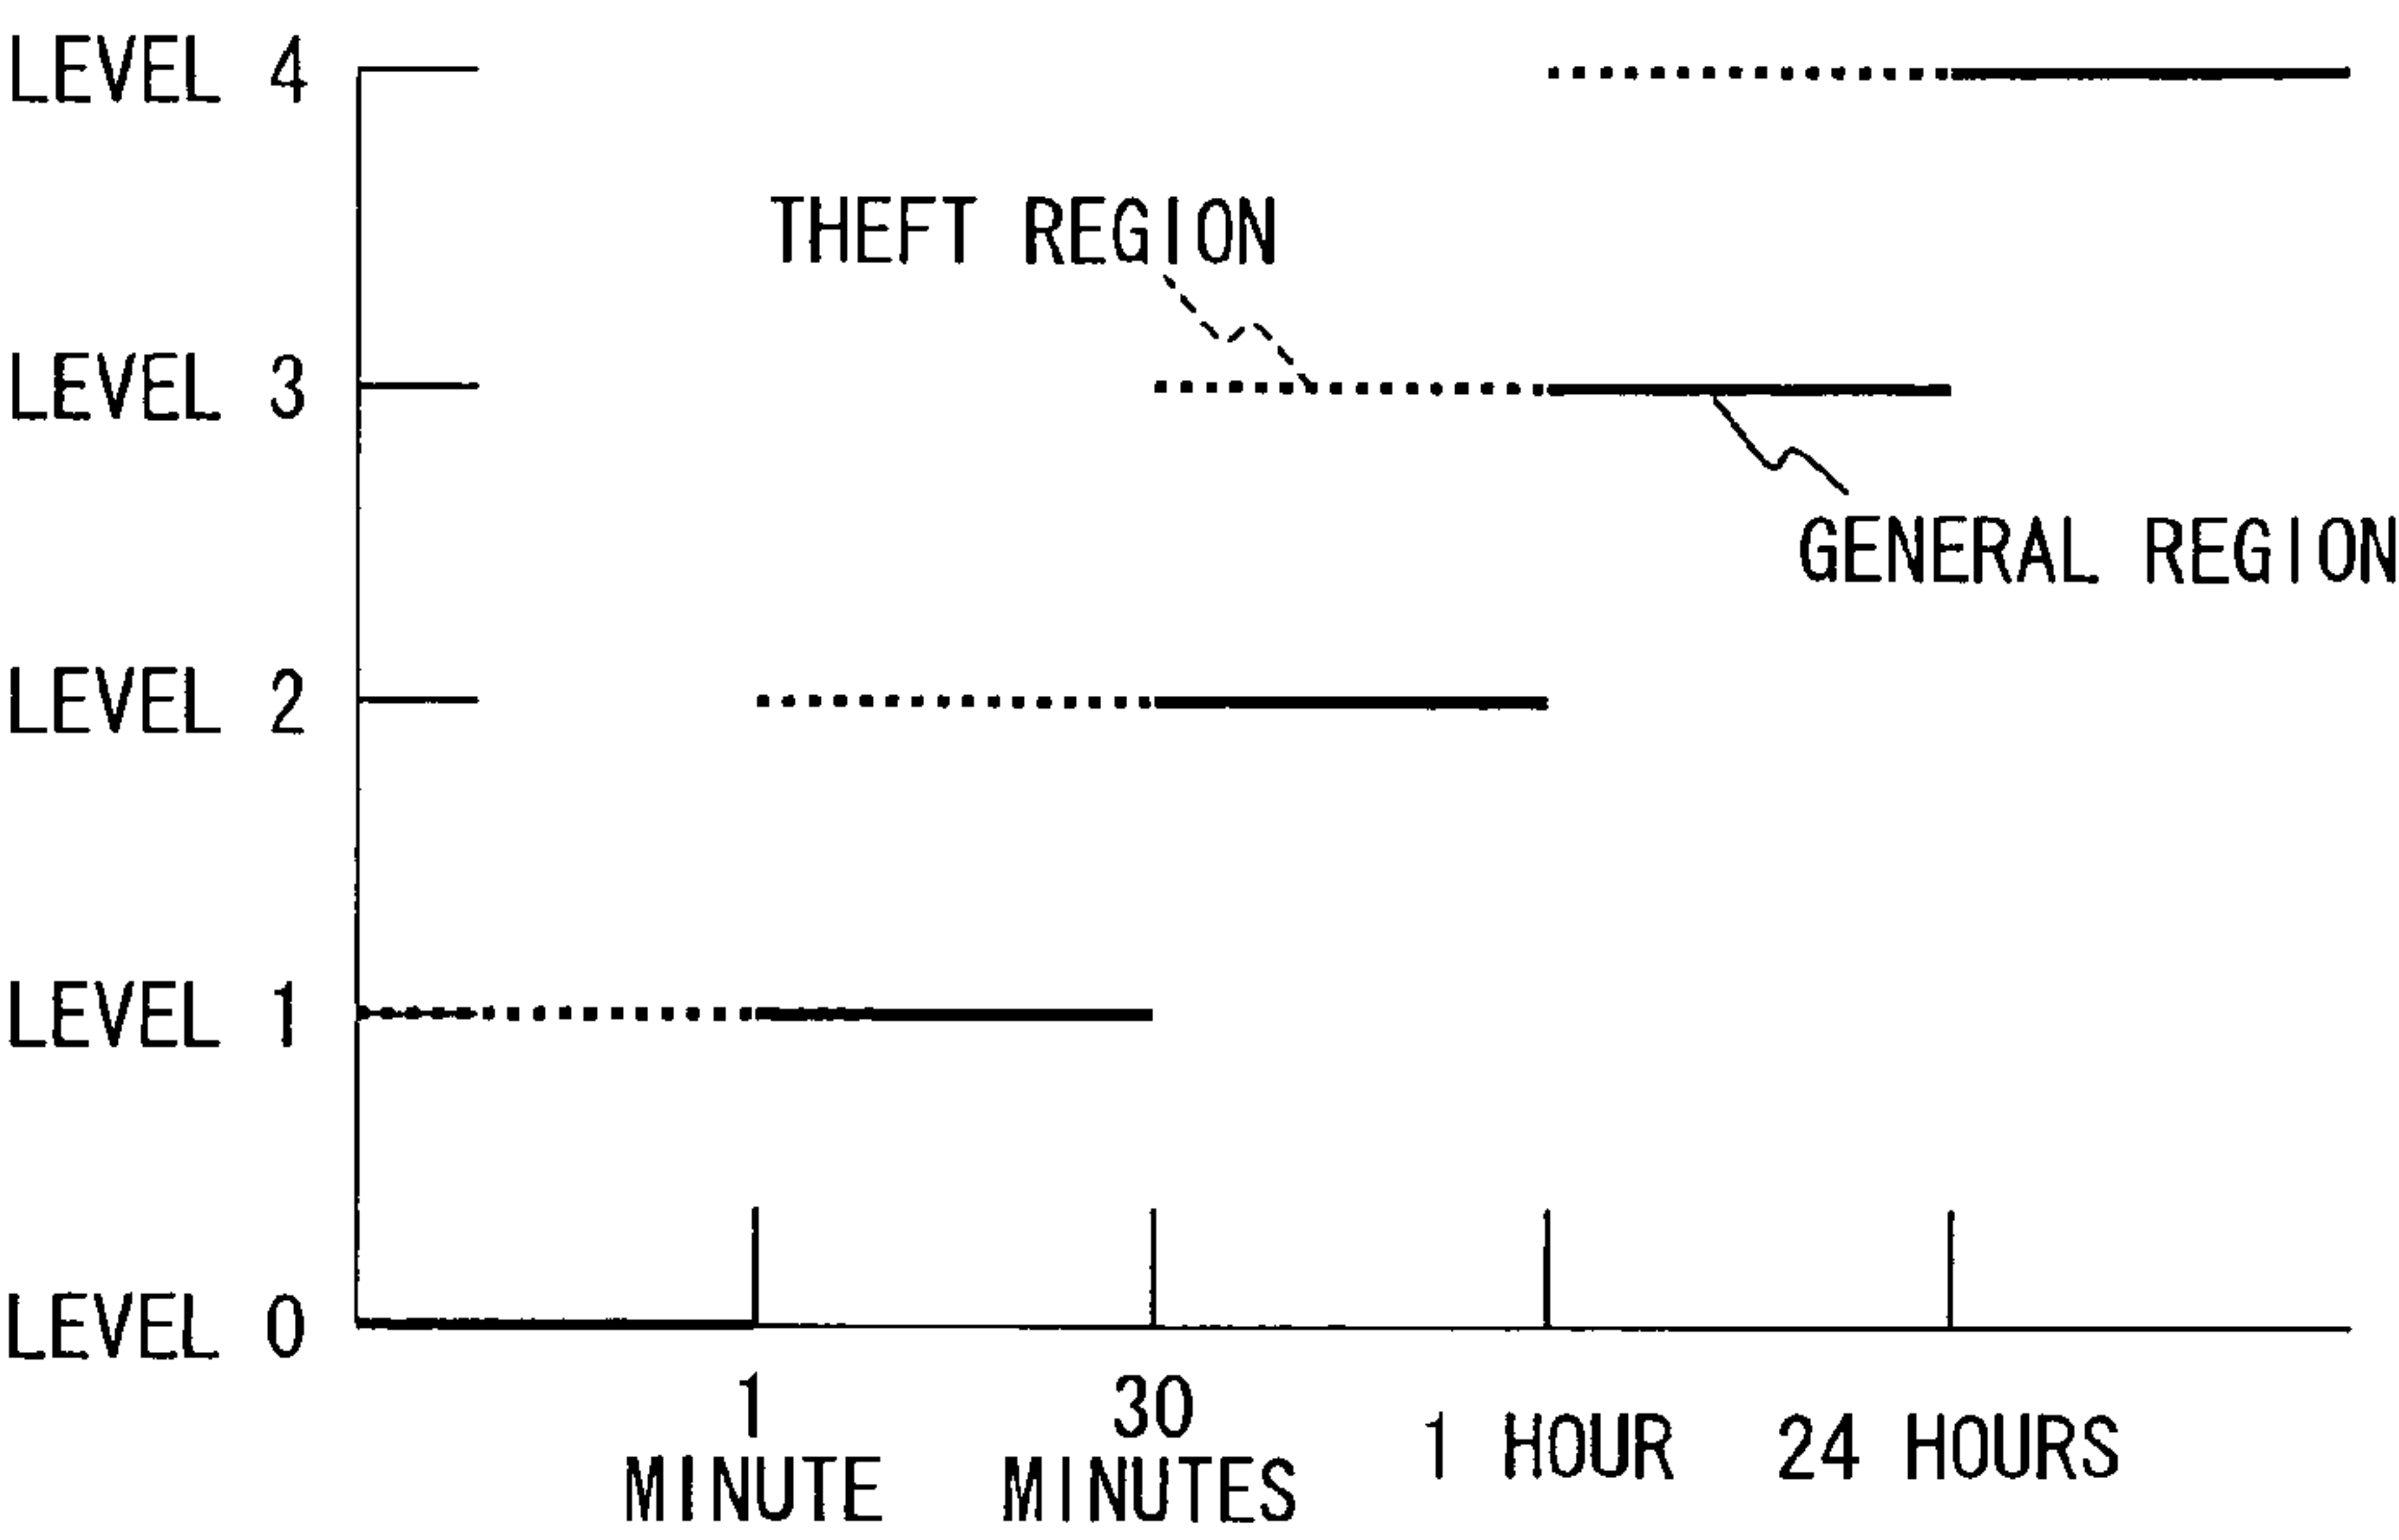 LEVEL 4
THEFT REGION
LEVEL 3
GENERAL REGION
LEVEL 2
LEVEL 1
LEVEL 0
1 MINUTE
30 MINUTES
1 HOUR
24 HOURS